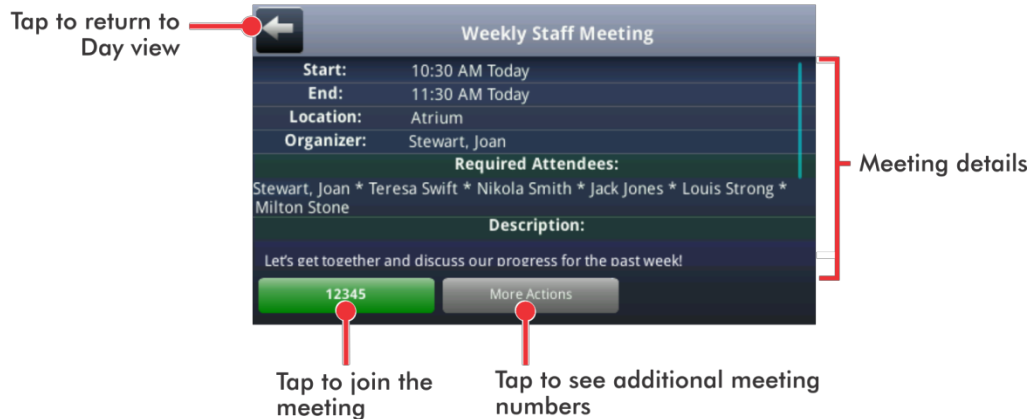 Tap to return to
Day view
Weekly Staff Meeting
Start: 10:30 AM Today
End: 11:30 AM Today
Location: Atrium
Organizer: Stewart, Joan
Required Attendees:
Stewart, Joan * Teresa Swift * Nikola Smith * Jack Jones * Louis Strong *
Milton Stone
Description:
Let's get together and discuss our progress for the past week!
Meeting details
12345 More Actions
Tap to join the
meeting
Tap to see additional meeting
numbers